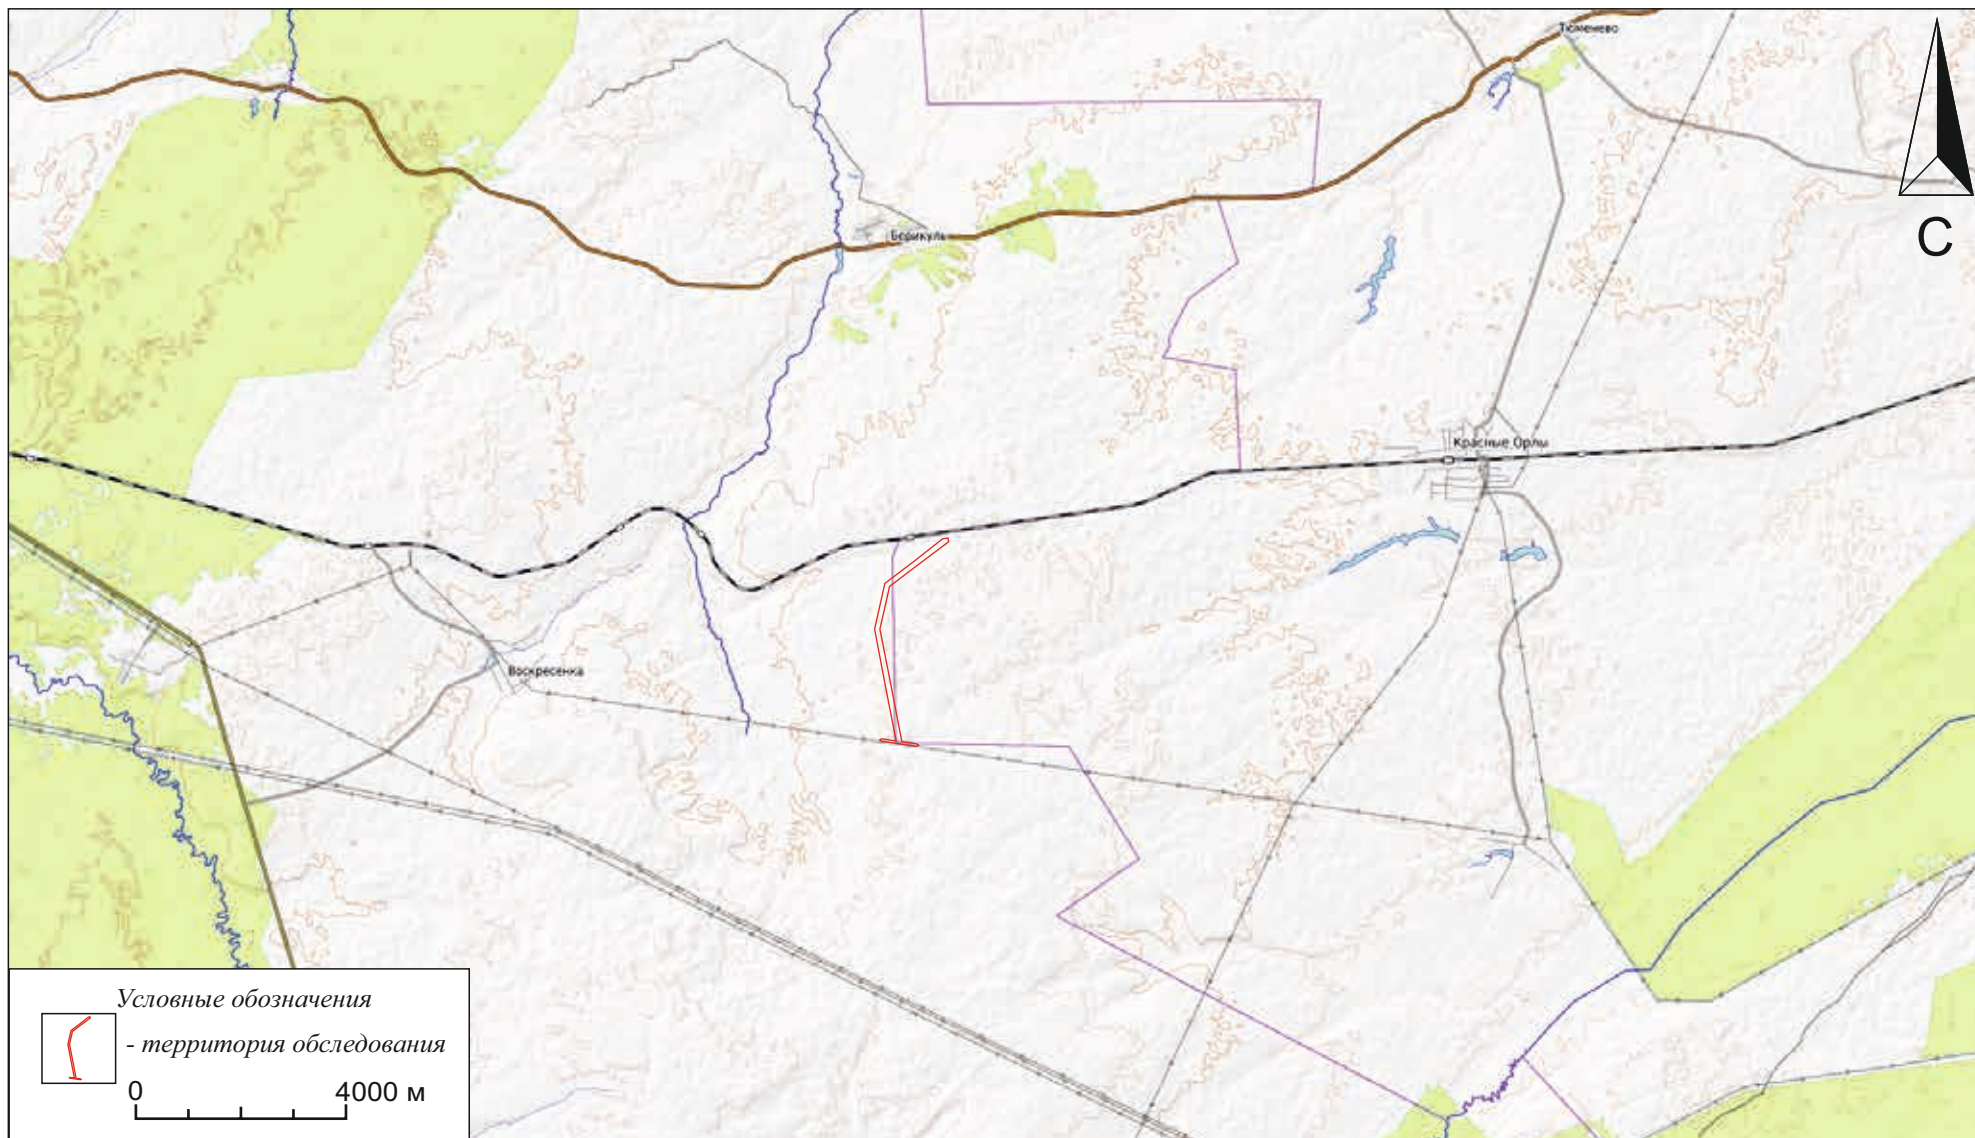 Тюменево
С
Берикуль
Красные Орлы
Воскресенка
Условные обозначения
- территория обследования
0 4000 м